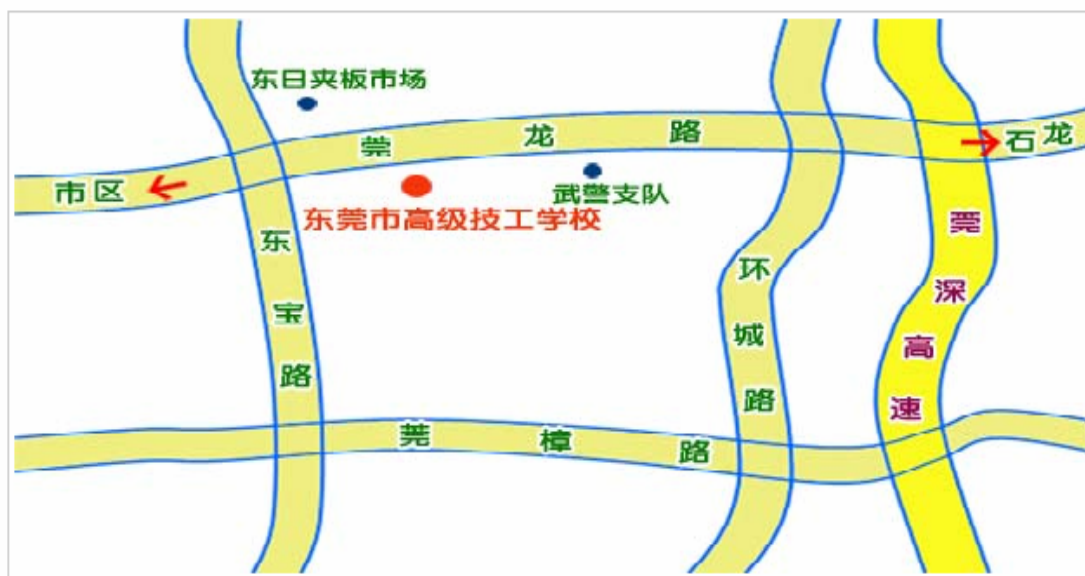 东日夹板市场
莞龙路
石龙
市区
武警支队
东莞市高级技工学校
东宝路
环城路
莞深高速
莞樟路